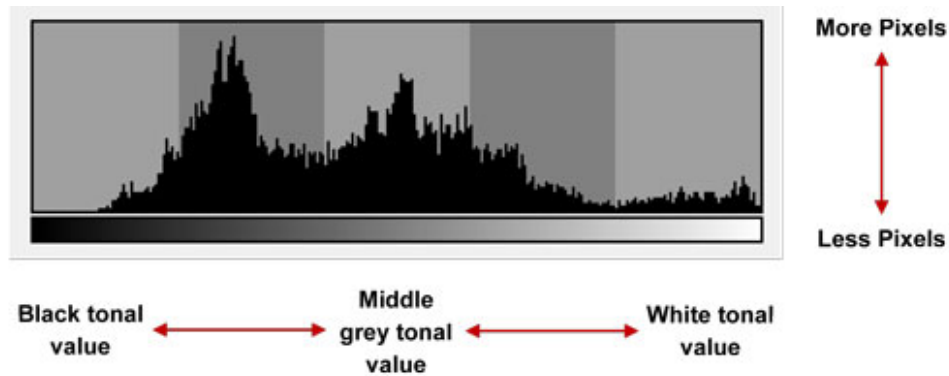 More Pixels
Less Pixels
Black tonal
value
Middle
grey tonal
value
White tonal
value